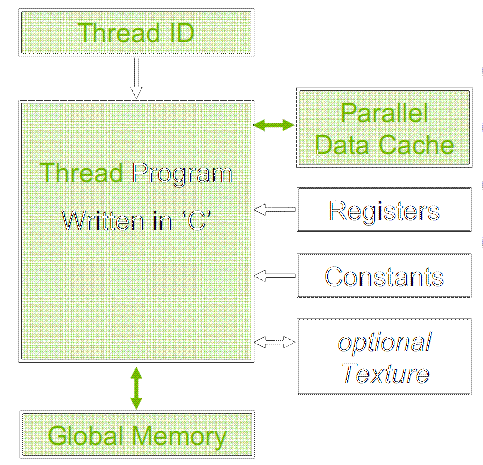 Thread ID
Parallel
Data Cache
Thread Program
Written in 'C'
Registers
Constants
optional
Texture
Global Memory